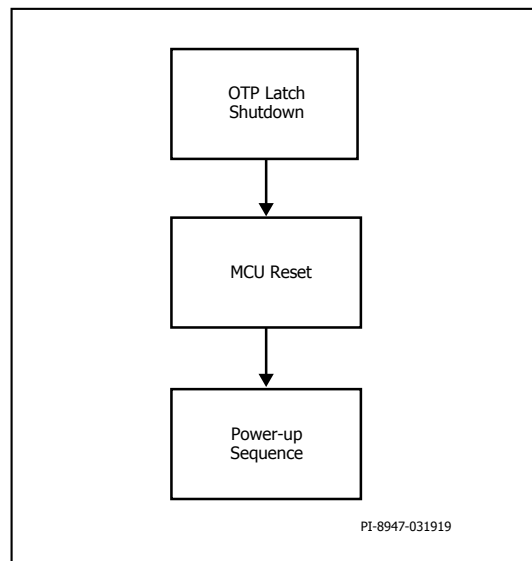 OTP Latch
Shutdown
MCU Reset
Power-up
Sequence
PI-8947-031919